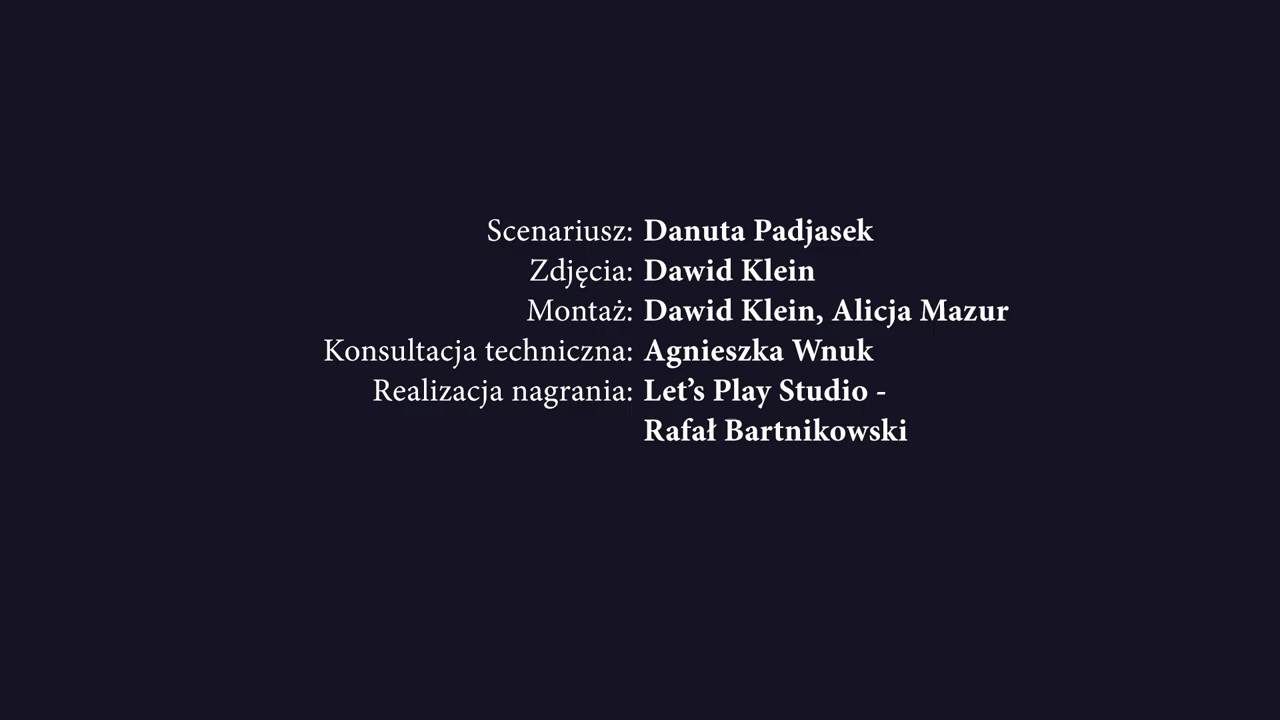 Scenariusz: Danuta Padjasek
Zdjęcia: Dawid Klein
Montaż: Dawid Klein, Alicja Mazur
Konsultacja techniczna: Agnieszka Wnuk
Realizacja nagrania: Let’s Play Studio -
Rafał Bartnikowski